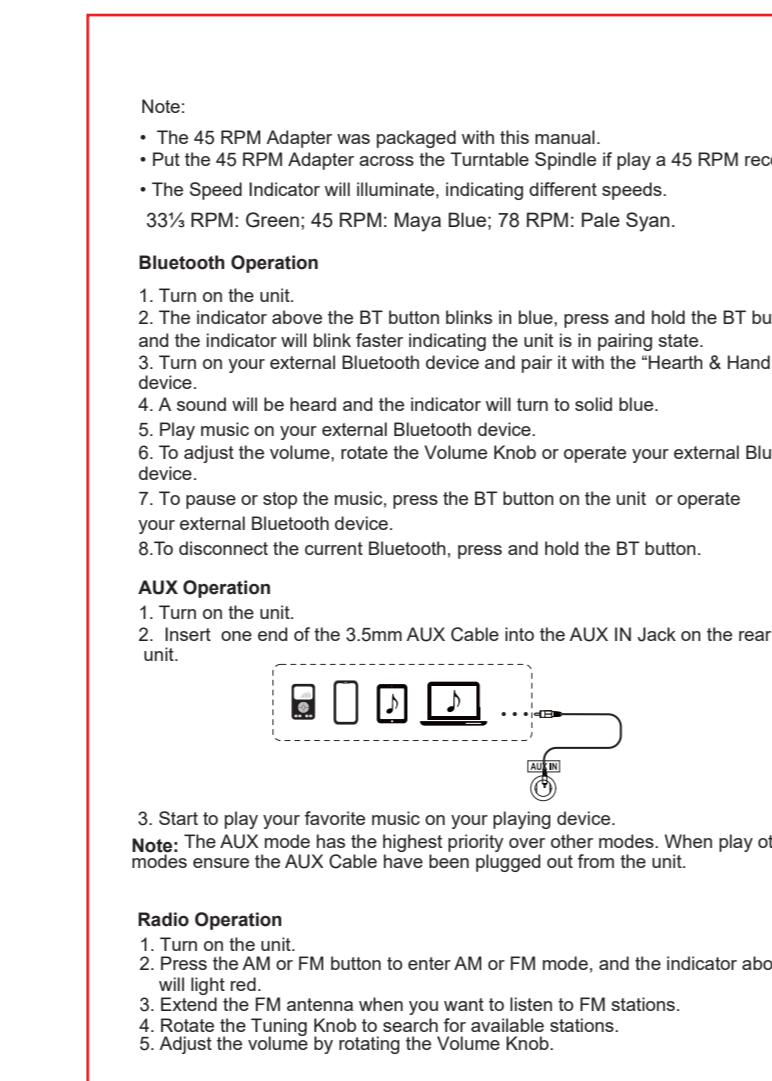 Note:
• The 45 RPM Adapter was packaged with this manual.
• Put the 45 RPM Adapter across the Turntable Spindle if play a 45 RPM
• The Speed Indicator will illuminate, indicating different speeds.
33⅓ RPM: Green; 45 RPM: Maya Blue; 78 RPM: Pale Syan.
Bluetooth Operation
1. Turn on the unit.
2. The indicator above the BT button blinks in blue, press and hold the BT
and the indicator will blink faster indicating the unit is in pairing state.
3. Turn on your external Bluetooth device and pair it with the “Hearth & Hand
device.
4. A sound will be heard and the indicator will turn to solid blue.
5. Play music on your external Bluetooth device.
6. To adjust the volume, rotate the Volume Knob or operate your external
device.
7. To pause or stop the music, press the BT button on the unit or operate
your external Bluetooth device.
8.To disconnect the current Bluetooth, press and hold the BT button.
AUX Operation
1. Turn on the unit.
2. Insert one end of the 3.5mm AUX Cable into the AUX IN Jack on the rear
unit.
AUX IN
3. Start to play your favorite music on your playing device.
Note: The AUX mode has the highest priority over other modes. When play
modes ensure the AUX Cable have been plugged out from the unit.
Radio Operation
1. Turn on the unit.
2. Press the AM or FM button to enter AM or FM mode, and the indicator
will light red.
3. Extend the FM antenna when you want to listen to FM stations.
4. Rotate the Tuning Knob to search for available stations.
5. Adjust the volume by rotating the Volume Knob.